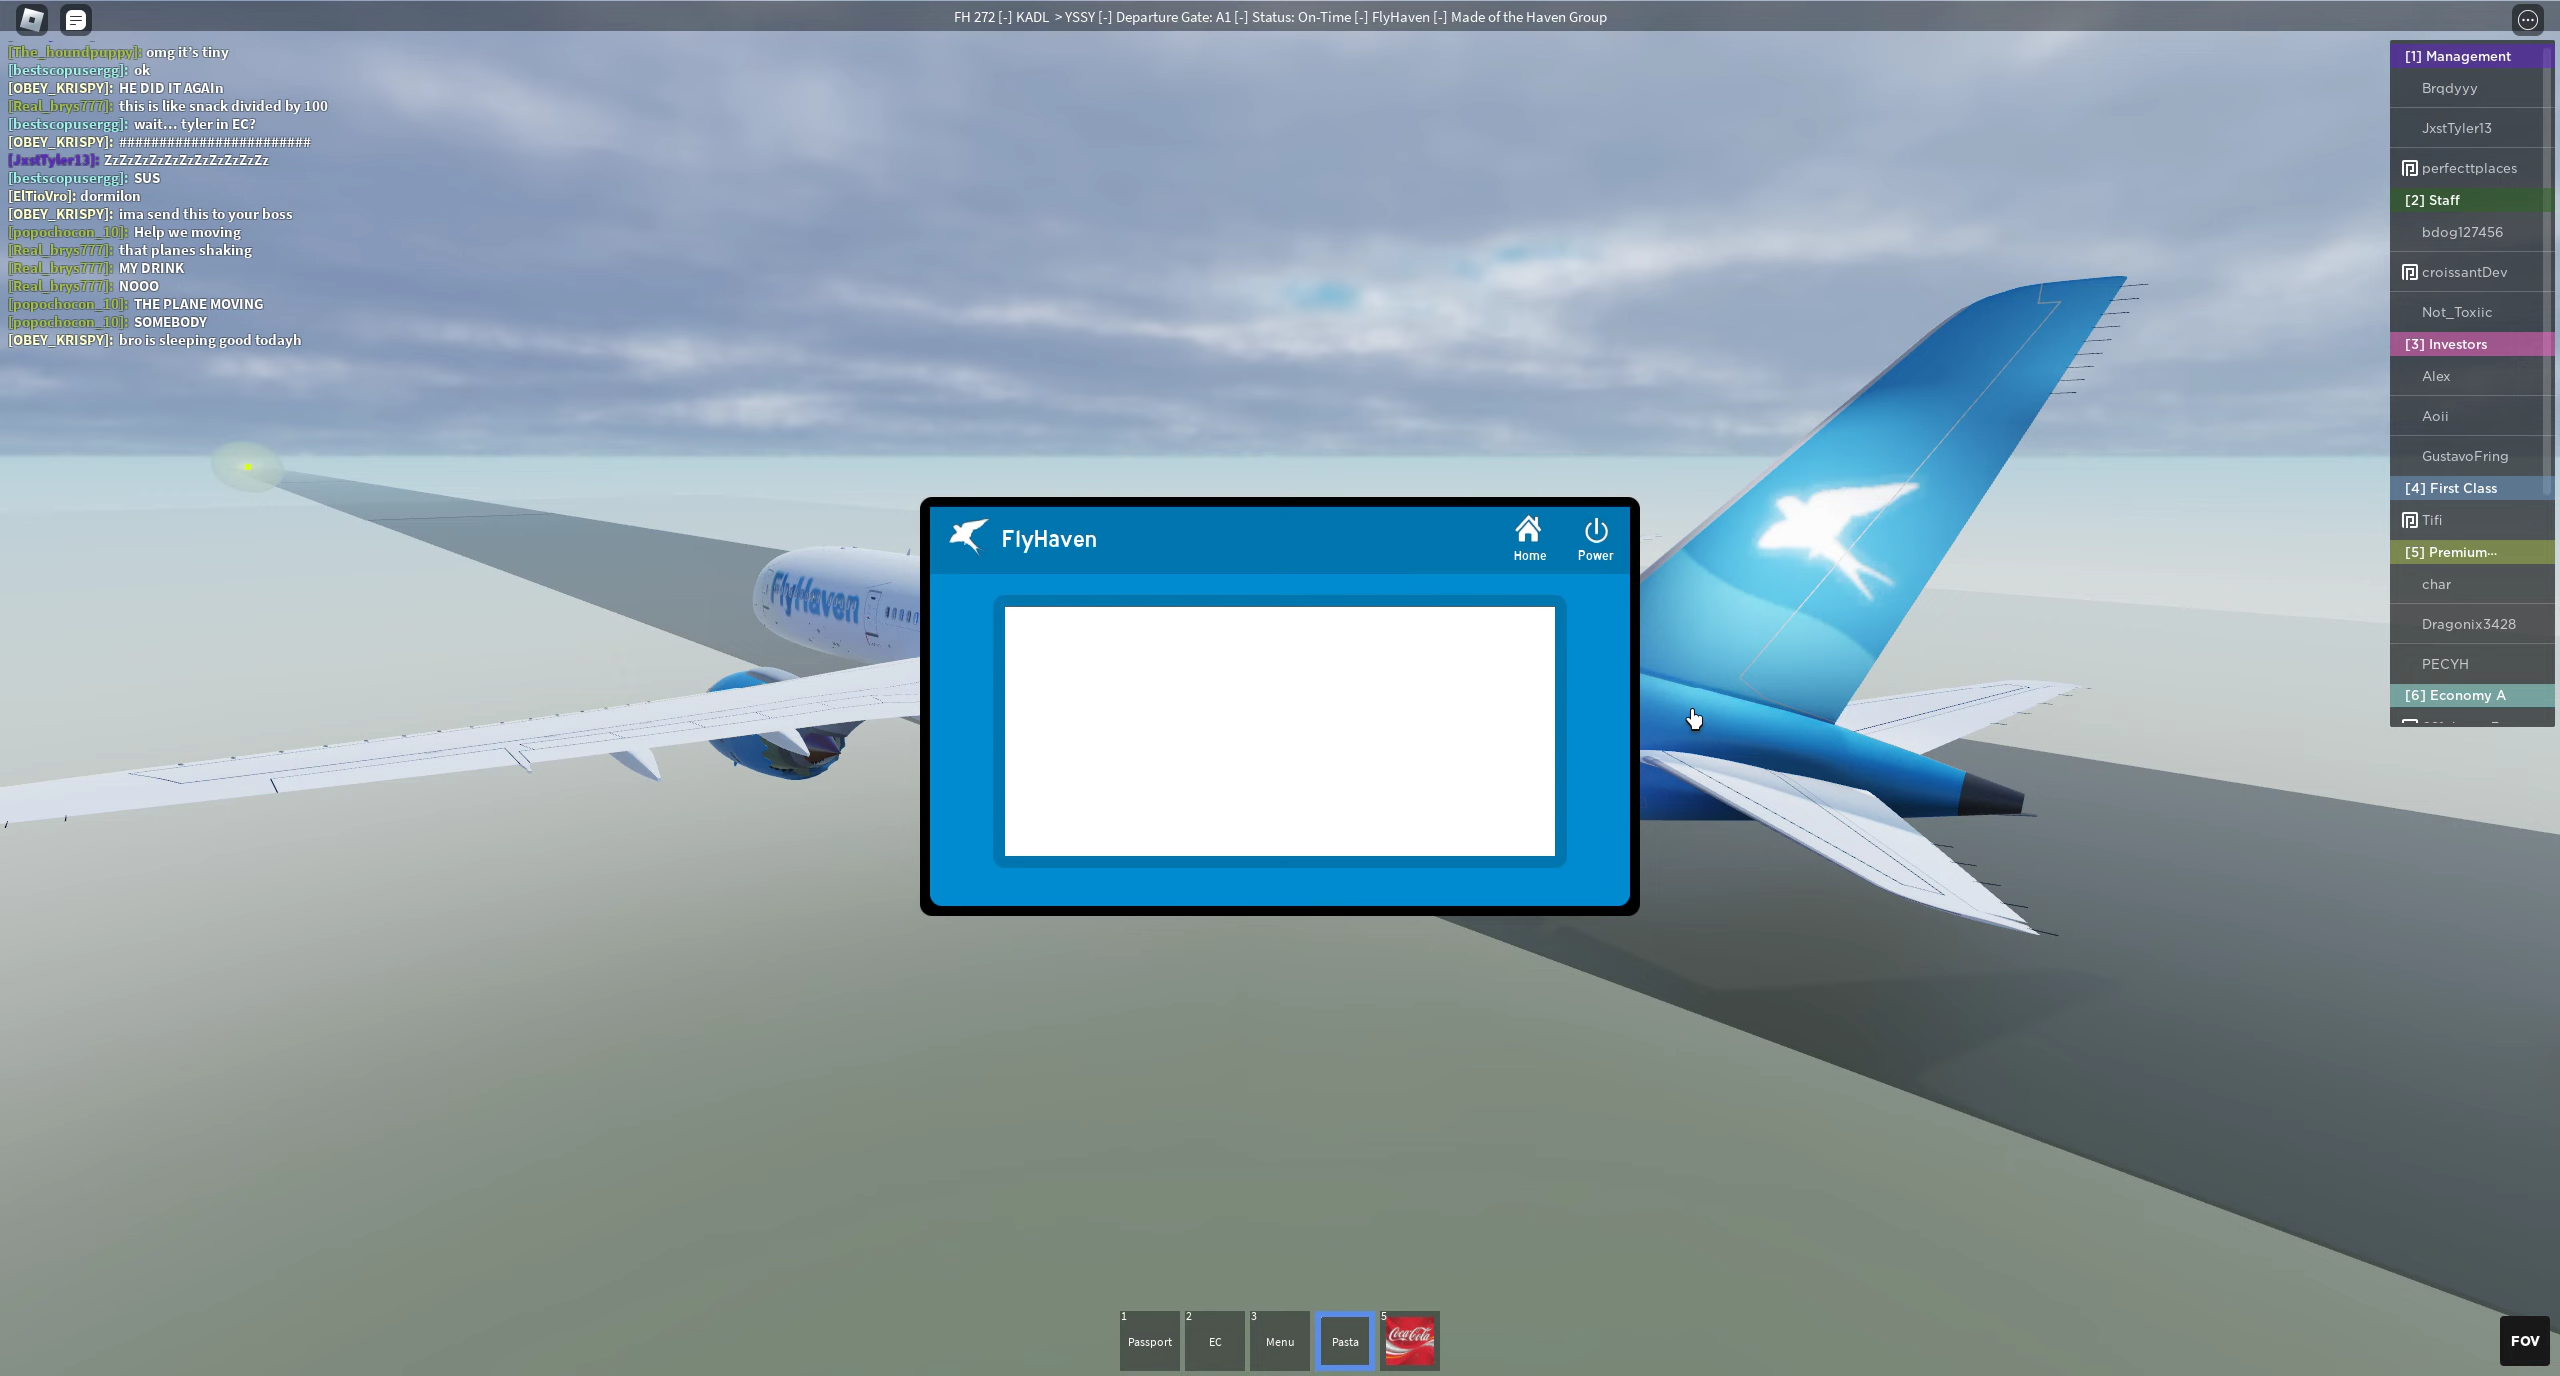 FH 272 [-] KADL > YSSY [-] Departure Gate: A1 [-] Status: On-Time [-] FlyHaven [-] Made of the Haven Group
[The_houndpuppy]: omg it's tiny
[bestscopusergg]: ok
[OBEY_KRISPY]: HE DID IT AGAIn
[Real_brys777]: this is like snack divided by 100
[bestscopusergg]: wait... tyler in EC?
[OBEY_KRISPY]: ########################
[JxstTyler13]: ZzZzZzZzZzZzZzZzZzZzZz
[bestscopusergg]: SUS
[ElTioVro]: dormilon
[OBEY_KRISPY]: ima send this to your boss
[popochocon_10]: Help we moving
[Real_brys777]: that planes shaking
[Real_brys777]: MY DRINK
[Real_brys777]: NOOO
[popochocon_10]: THE PLANE MOVING
[popochocon_10]: SOMEBODY
[OBEY_KRISPY]: bro is sleeping good todayh
[1] Management
Brqdyyy
JxstTyler13
perfecttplaces
[2] Staff
bdog127456
croissantDev
Not_Toxiic
[3] Investors
Alex
Aoii
GustavoFring
[4] First Class
Tifi
[5] Premium...
char
Dragonix3428
PECYH
[6] Economy A
FlyHaven
FlyHaven
Home
Power
1
Passport
2
EC
3
Menu
Pasta
5
Coca-Cola
FOV